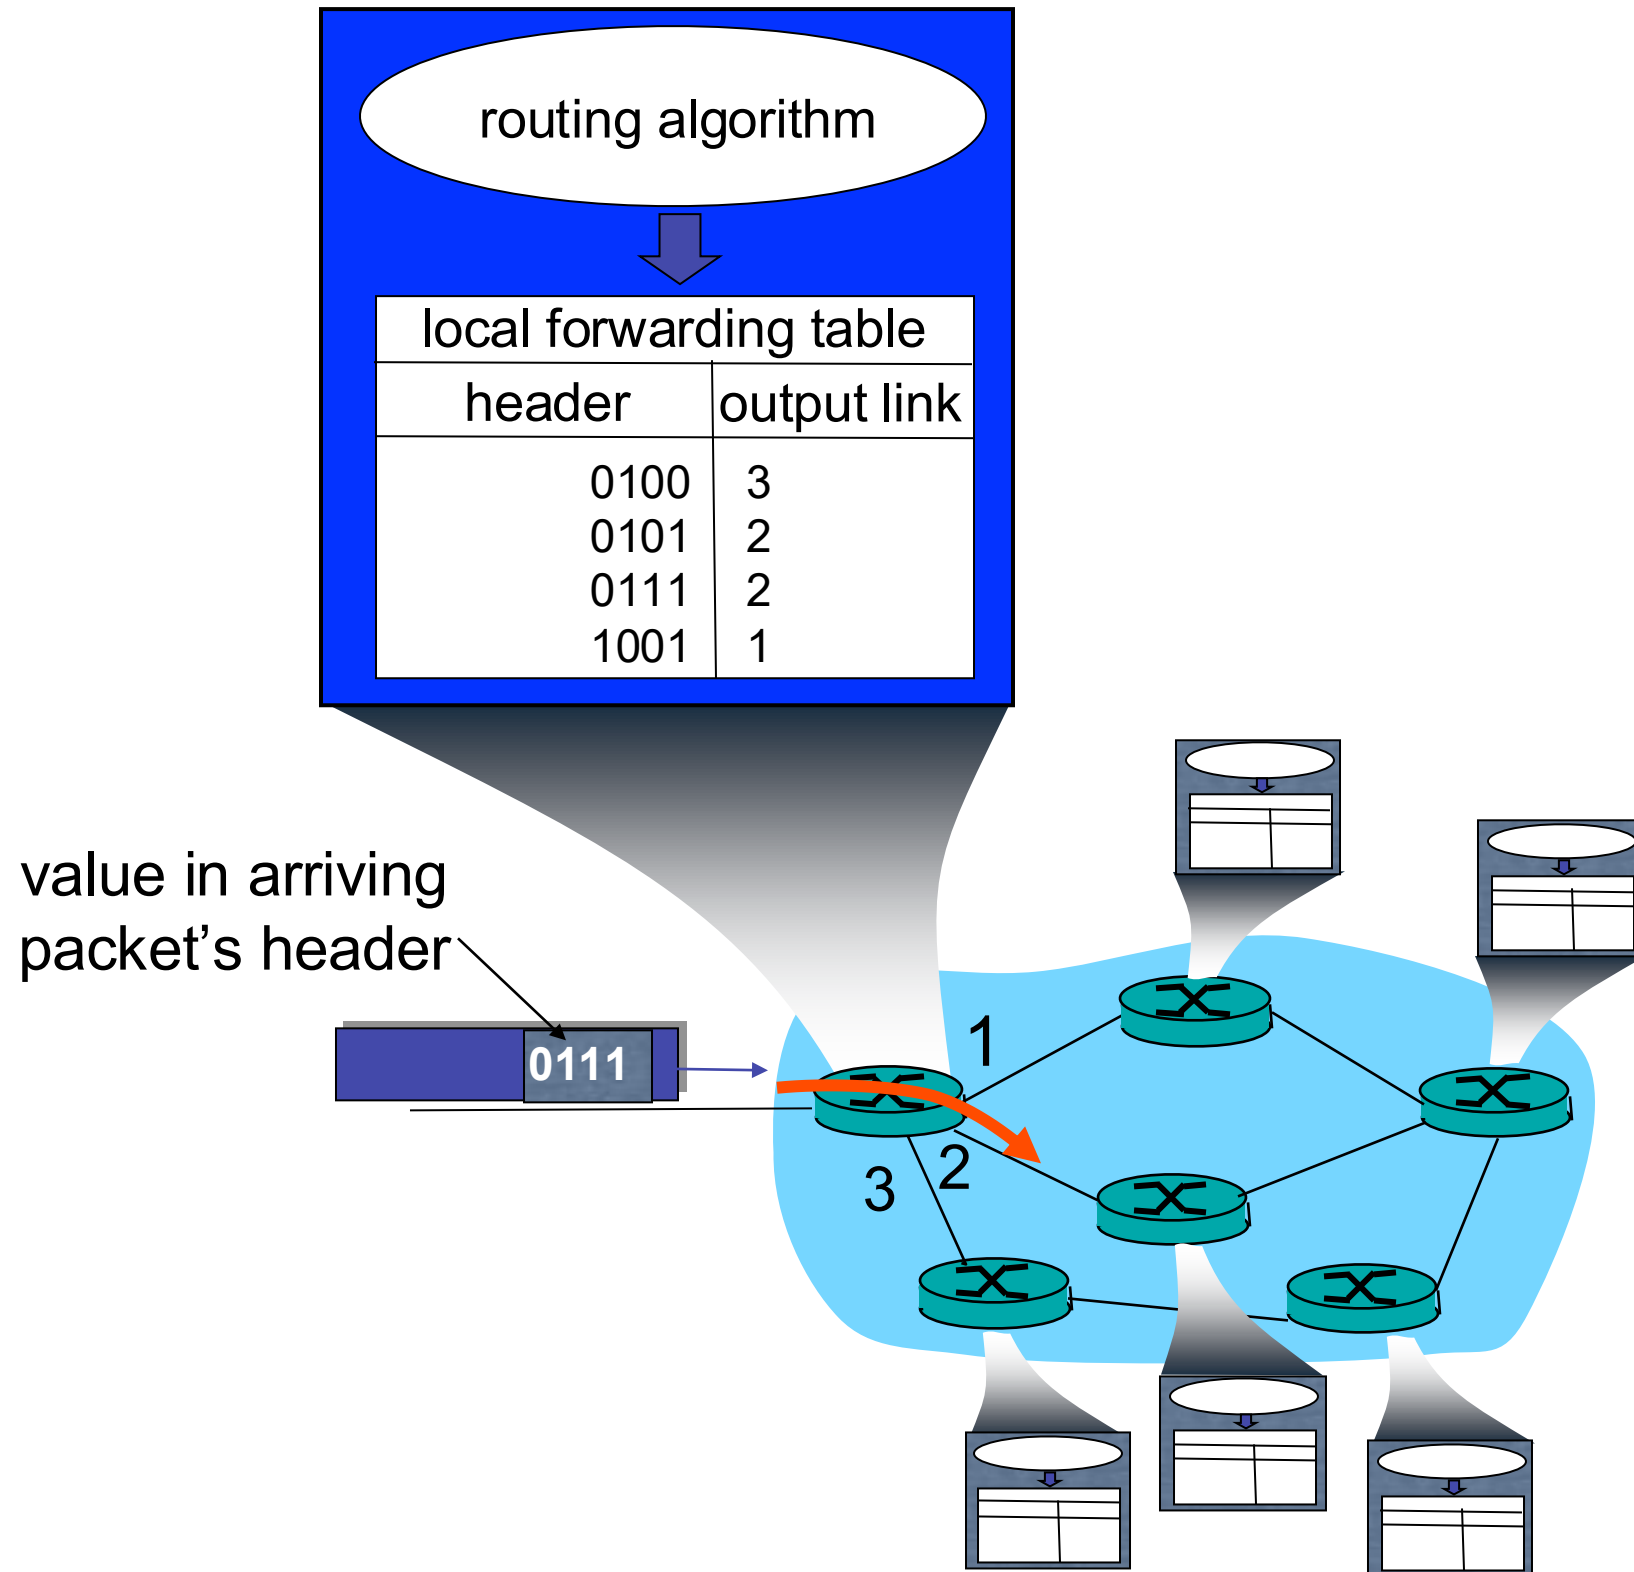 routing algorithm
local forwarding table
header output link
0100 3
0101 2
0111 2
1001 1
value in arriving
packet’s header
0111
1
2
3